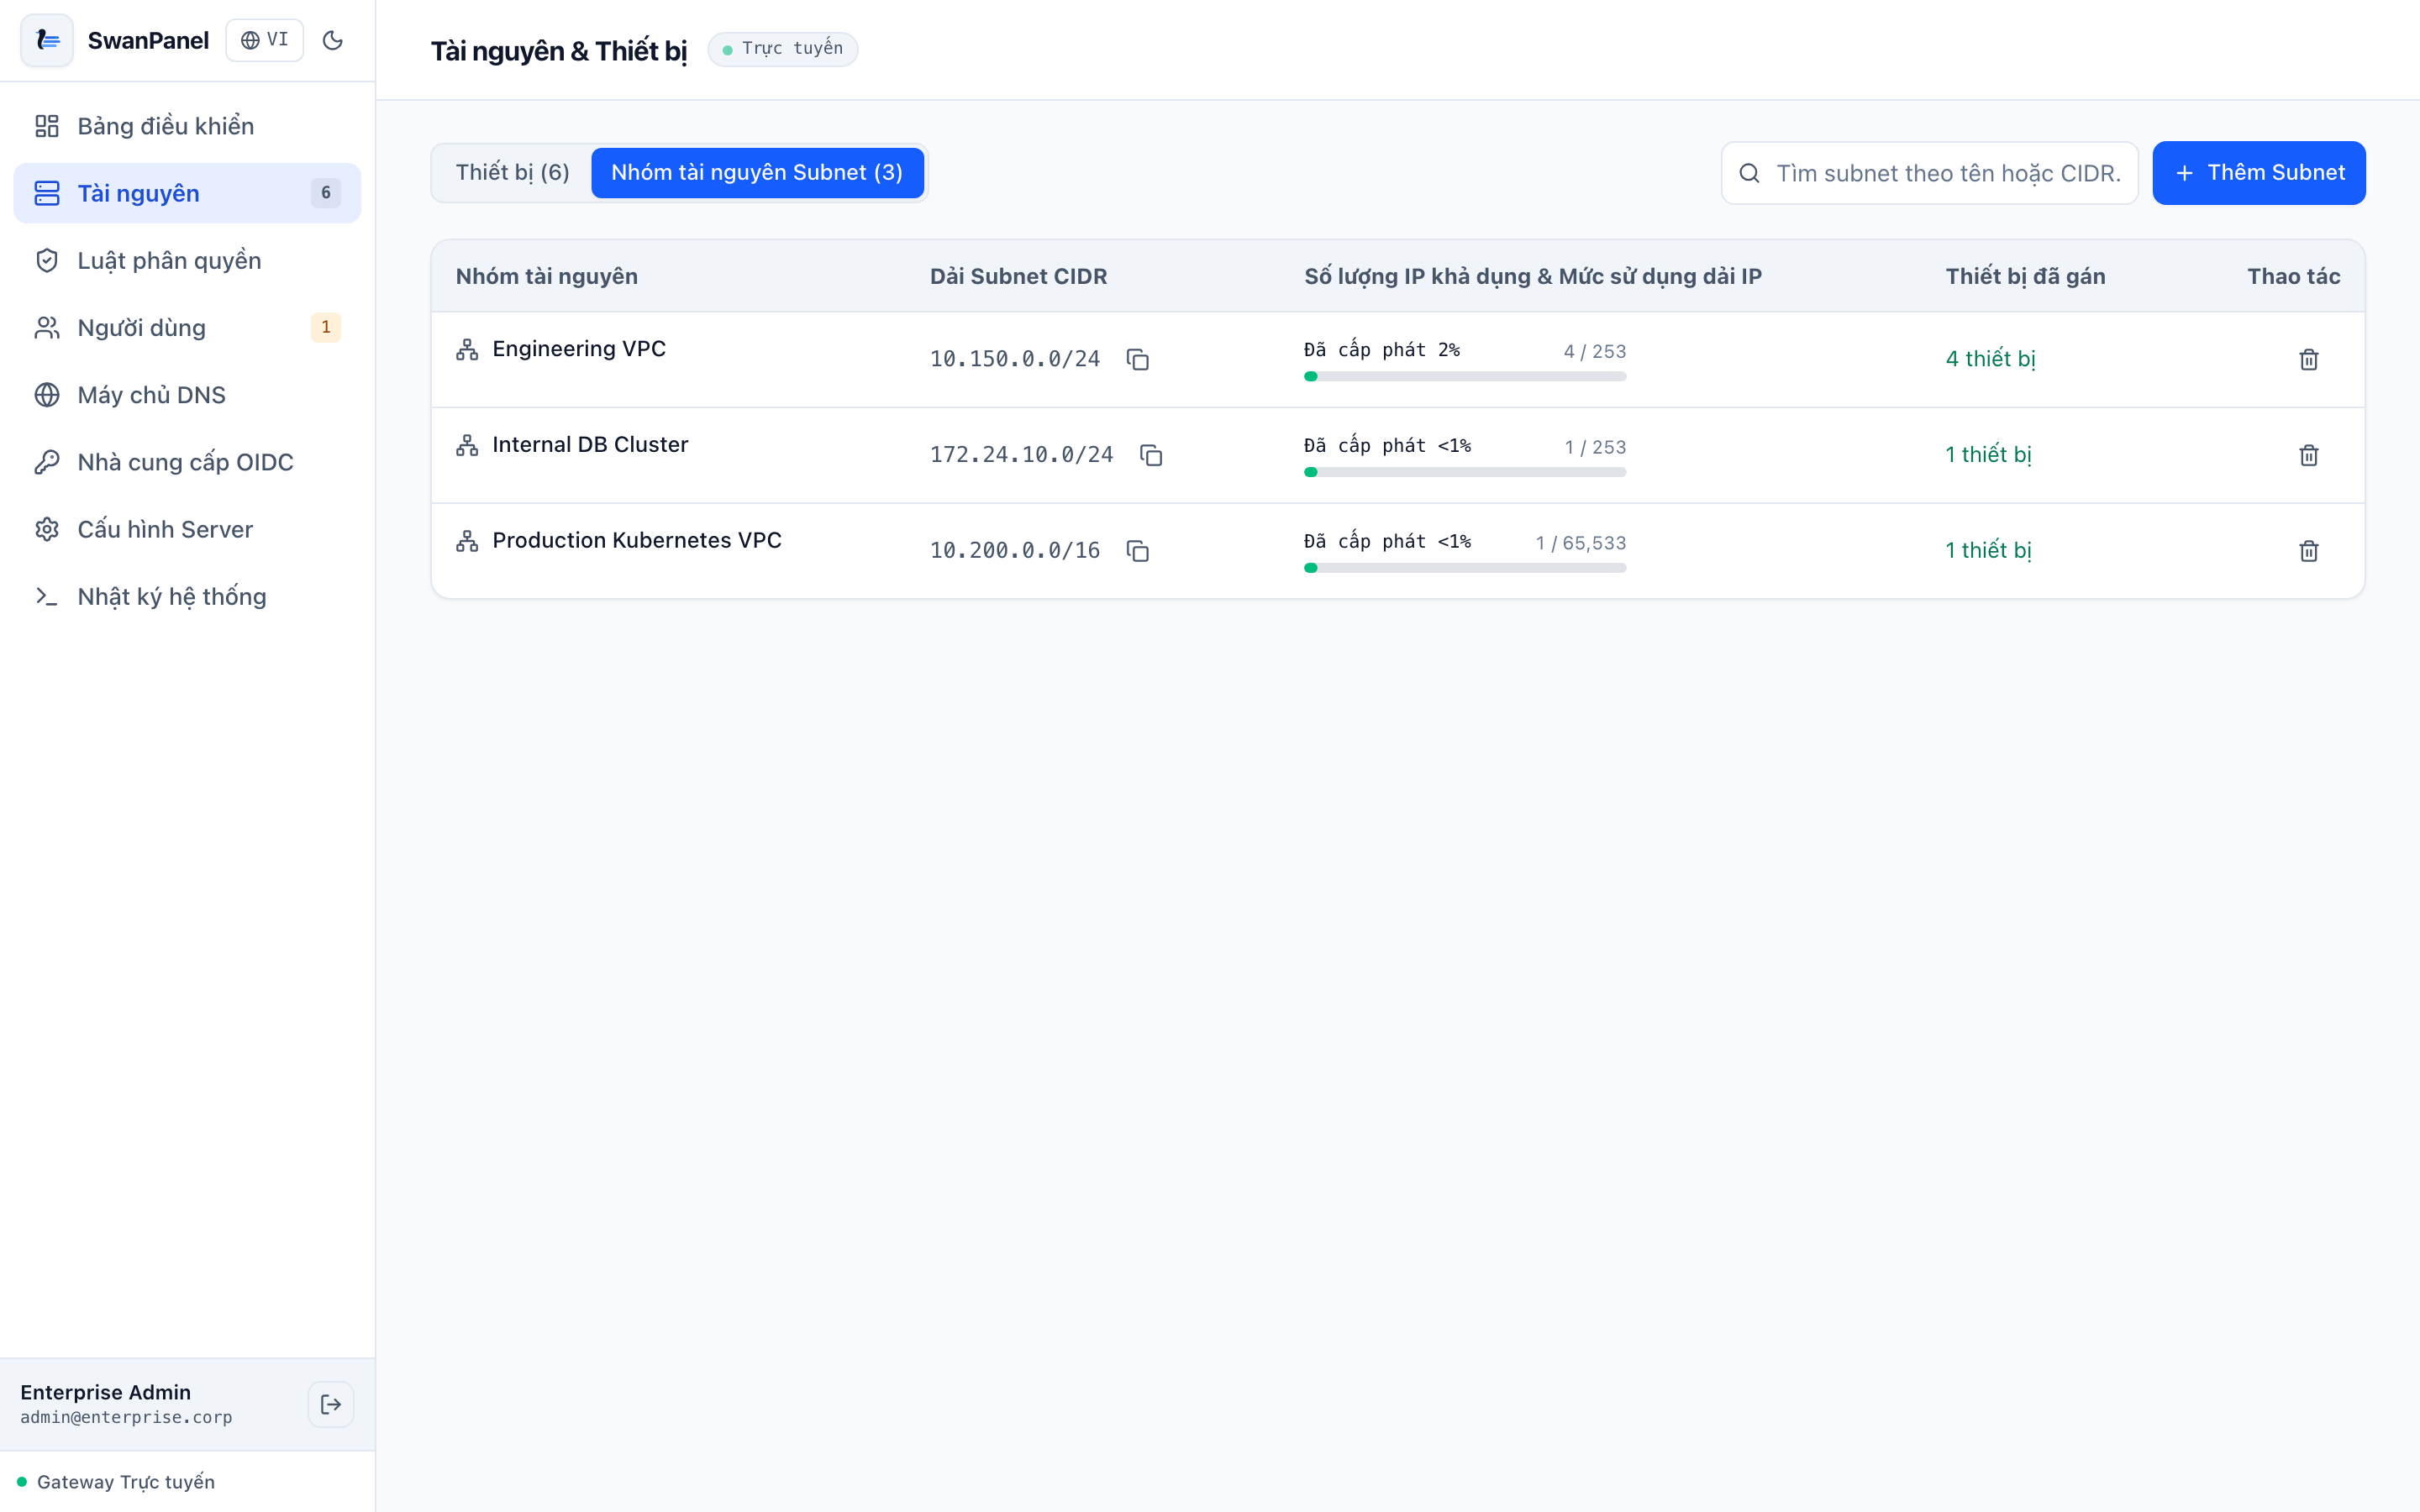 SwanPanel
VI
Bảng điều khiển
Tài nguyên 6
Luật phân quyền
Người dùng 1
Máy chủ DNS
Nhà cung cấp OIDC
Cấu hình Server
Nhật ký hệ thống
Enterprise Admin
admin@enterprise.corp
Gateway Trực tuyến
Tài nguyên & Thiết bị Trực tuyến
Thiết bị (6) Nhóm tài nguyên Subnet (3) Tìm subnet theo tên hoặc CIDR. + Thêm Subnet
Nhóm tài nguyên Dải Subnet CIDR Số lượng IP khả dụng & Mức sử dụng dải IP Thiết bị đã gán Thao tác
Engineering VPC 10.150.0.0/24 Đã cấp phát 2% 4 / 253 4 thiết bị
Internal DB Cluster 172.24.10.0/24 Đã cấp phát <1% 1 / 253 1 thiết bị
Production Kubernetes VPC 10.200.0.0/16 Đã cấp phát <1% 1 / 65,533 1 thiết bị